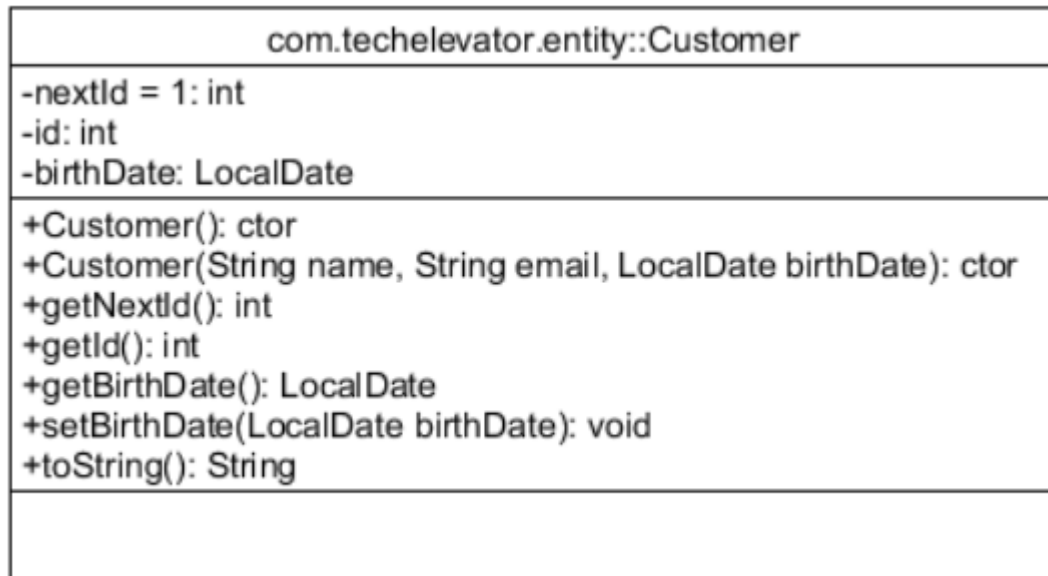 com.techelevator.entity::Customer
-nextId = 1: int
-id: int
-birthDate: LocalDate
+Customer(): ctor
+Customer(String name, String email, LocalDate birthDate): ctor
+getNextId(): int
+getId(): int
+getBirthDate(): LocalDate
+setBirthDate(LocalDate birthDate): void
+toString(): String